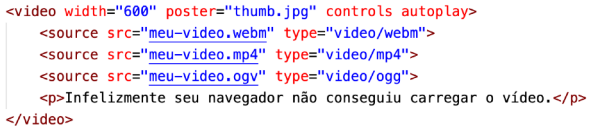 <video width="600" poster="thumb.jpg" controls autoplay>
    <source src="meu-video.webm" type="video/webm">
    <source src="meu-video.mp4" type="video/mp4">
    <source src="meu-video.ogv" type="video/ogg">
    <p>Infelizmente seu navegador não conseguiu carregar o vídeo.</p>
</video>